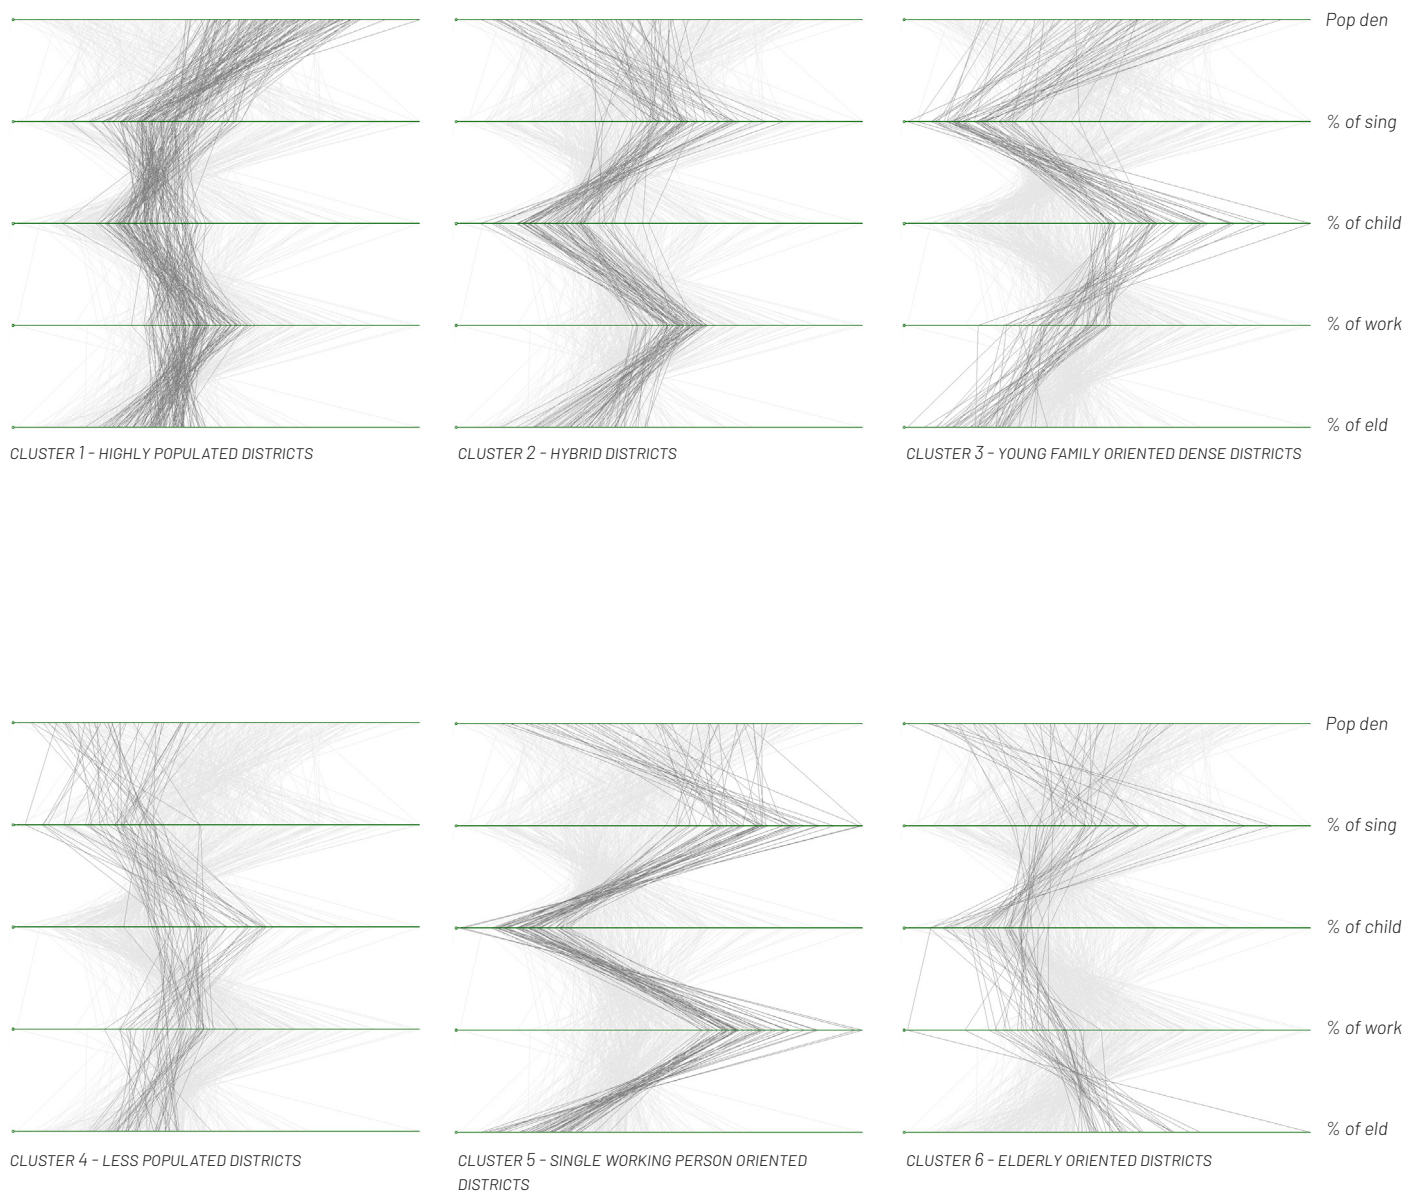 Pop den
% of sing
% of child
% of work
% of eld
CLUSTER 1 - HIGHLY POPULATED DISTRICTS
CLUSTER 2 - HYBRID DISTRICTS
CLUSTER 3 - YOUNG FAMILY ORIENTED DENSE DISTRICTS
Pop den
% of sing
% of child
% of work
% of eld
CLUSTER 4 - LESS POPULATED DISTRICTS
CLUSTER 5 - SINGLE WORKING PERSON ORIENTED
DISTRICTS
CLUSTER 6 - ELDERLY ORIENTED DISTRICTS